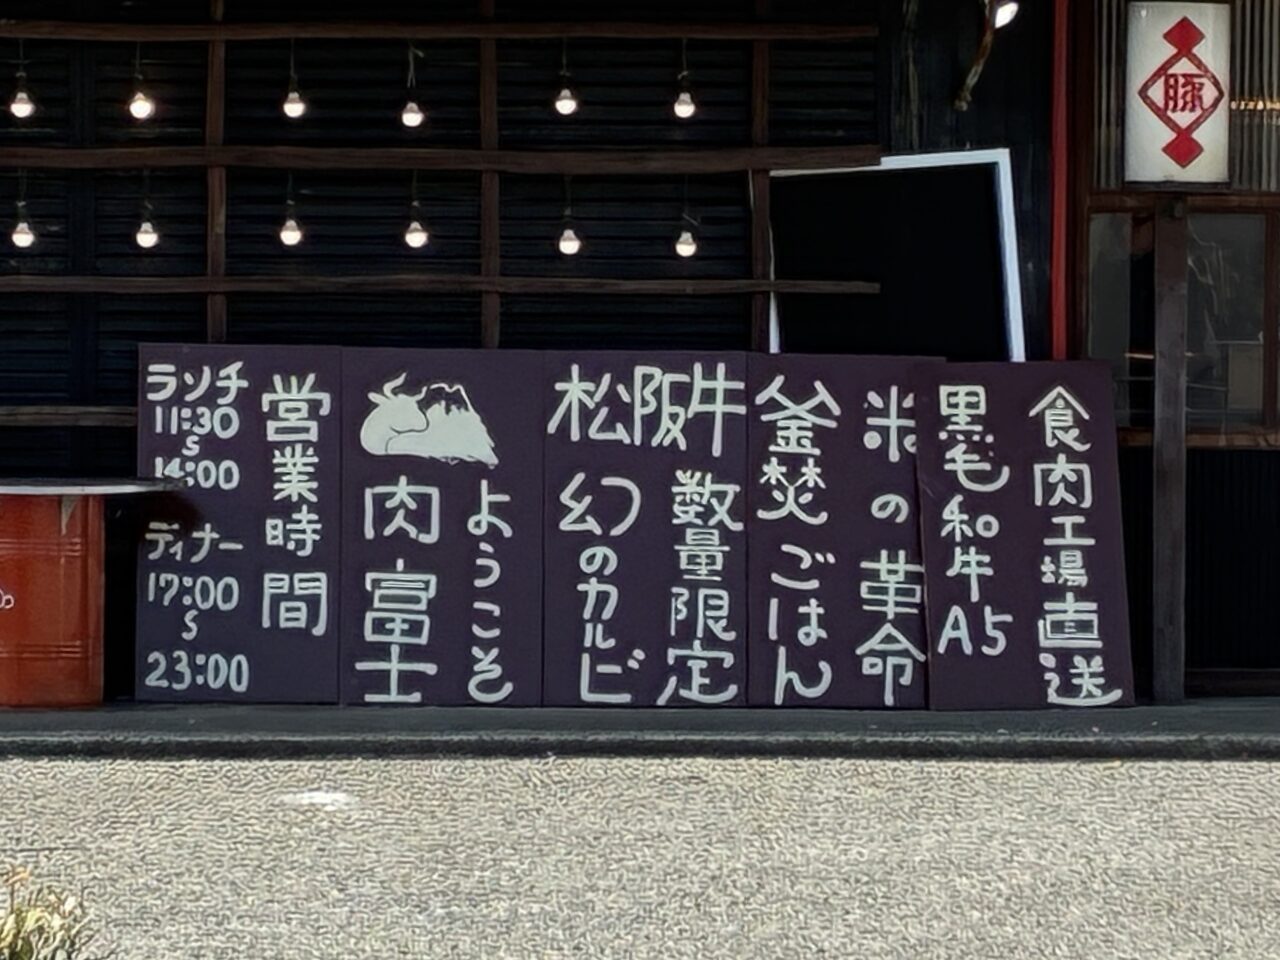 豚
食肉工場直送
黒毛和牛A5
米の革命
釜焚ごはん
松阪牛
数量限定
幻のカルビ
ようこそ
肉富士
営業時間
ランチ
11:30
S
14:00
ディナー
17:00
S
23:00